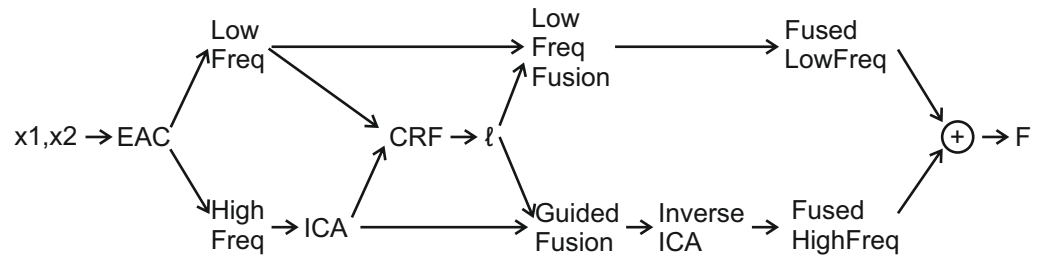 Low
Freq
Low
Freq
Fusion
Fused
LowFreq
x1,x2
EAC
CRF
ℓ
+
F
High
Freq
ICA
Guided
Fusion
Inverse
ICA
Fused
HighFreq